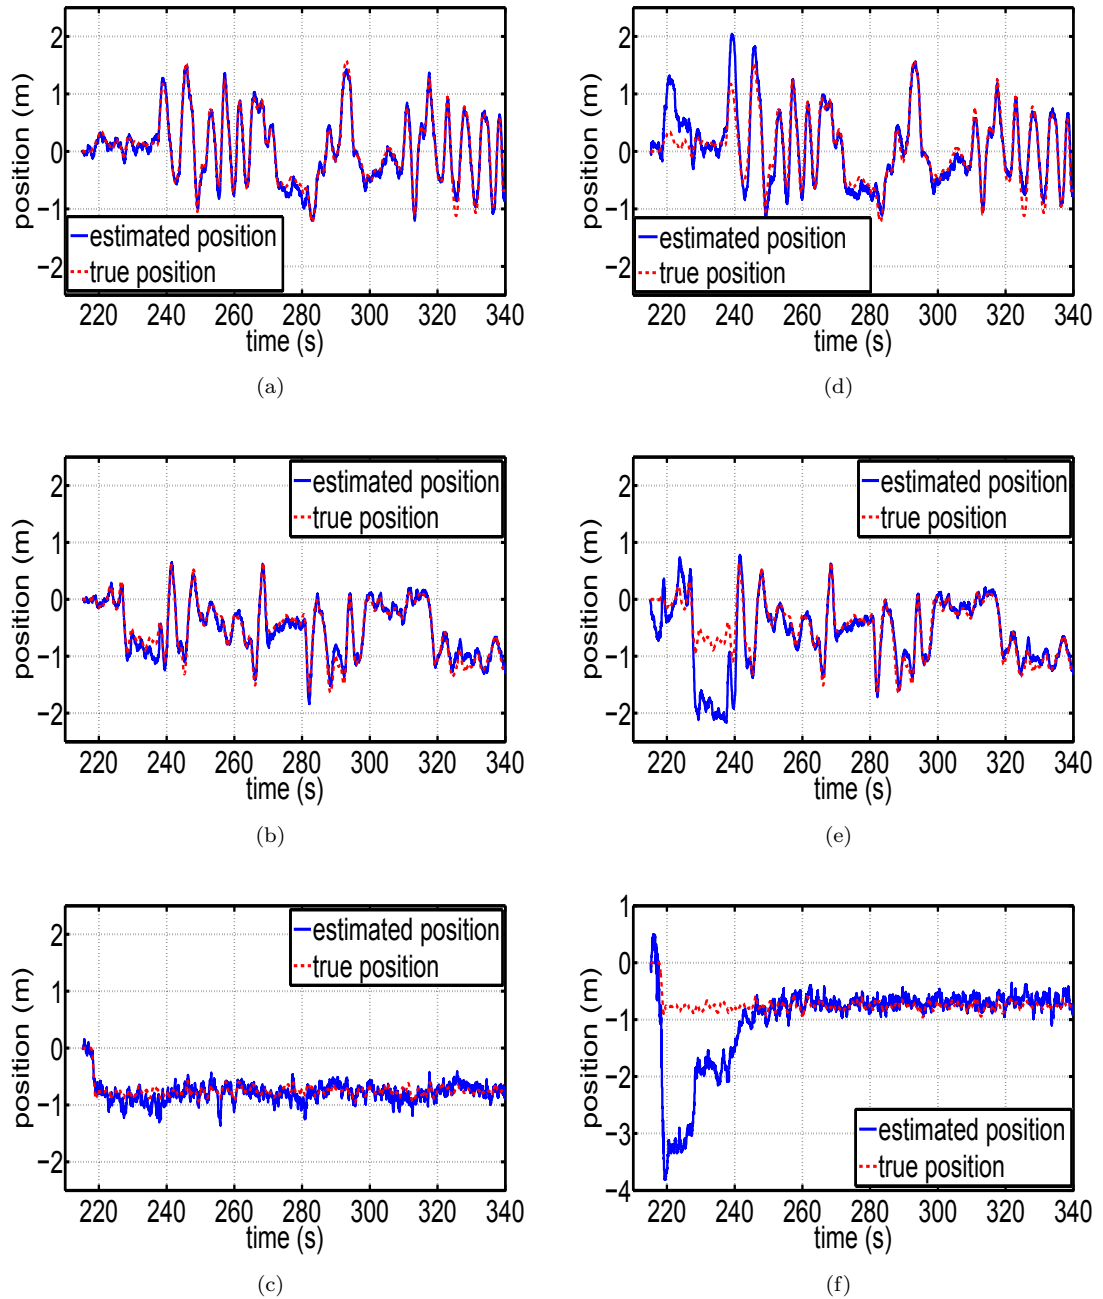 2
1
0
−1
−2
position (m)
estimated position
true position
220 240 260 280 300 320 340
time (s)
(a)
2
1
0
−1
−2
position (m)
estimated position
true position
220 240 260 280 300 320 340
time (s)
(d)
2
1
0
−1
−2
position (m)
estimated position
true position
220 240 260 280 300 320 340
time (s)
(b)
2
1
0
−1
−2
position (m)
estimated position
true position
220 240 260 280 300 320 340
time (s)
(e)
2
1
0
−1
−2
position (m)
estimated position
true position
220 240 260 280 300 320 340
time (s)
(c)
1
0
−1
−2
−3
−4
position (m)
estimated position
true position
220 240 260 280 300 320 340
time (s)
(f)